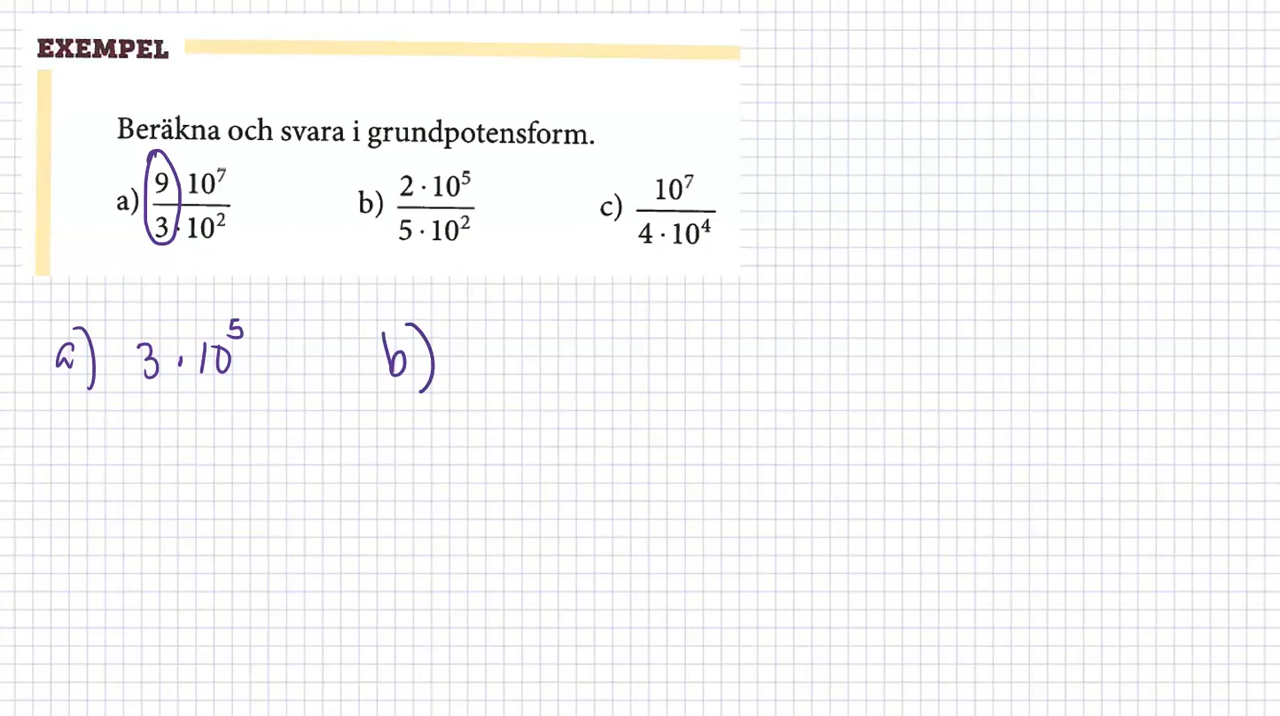 EXEMPEL
Beräkna och svara i grundpotensform.
a) 9 · 10⁷ / 3 · 10² b) 2 · 10⁵ / 5 · 10² c) 10⁷ / 4 · 10⁴
a) 3 · 10⁵ b)